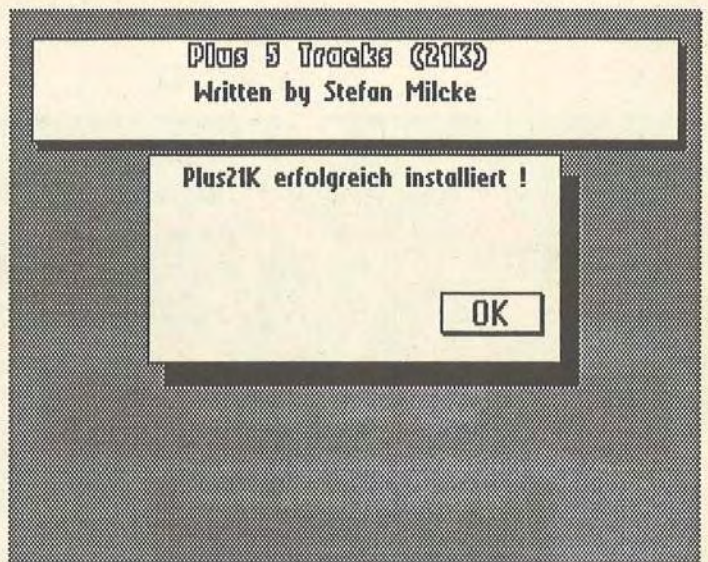 Plus 5 Tracks (21K)
Written by Stefan Milcke
Plus21K erfolgreich installiert !
OK